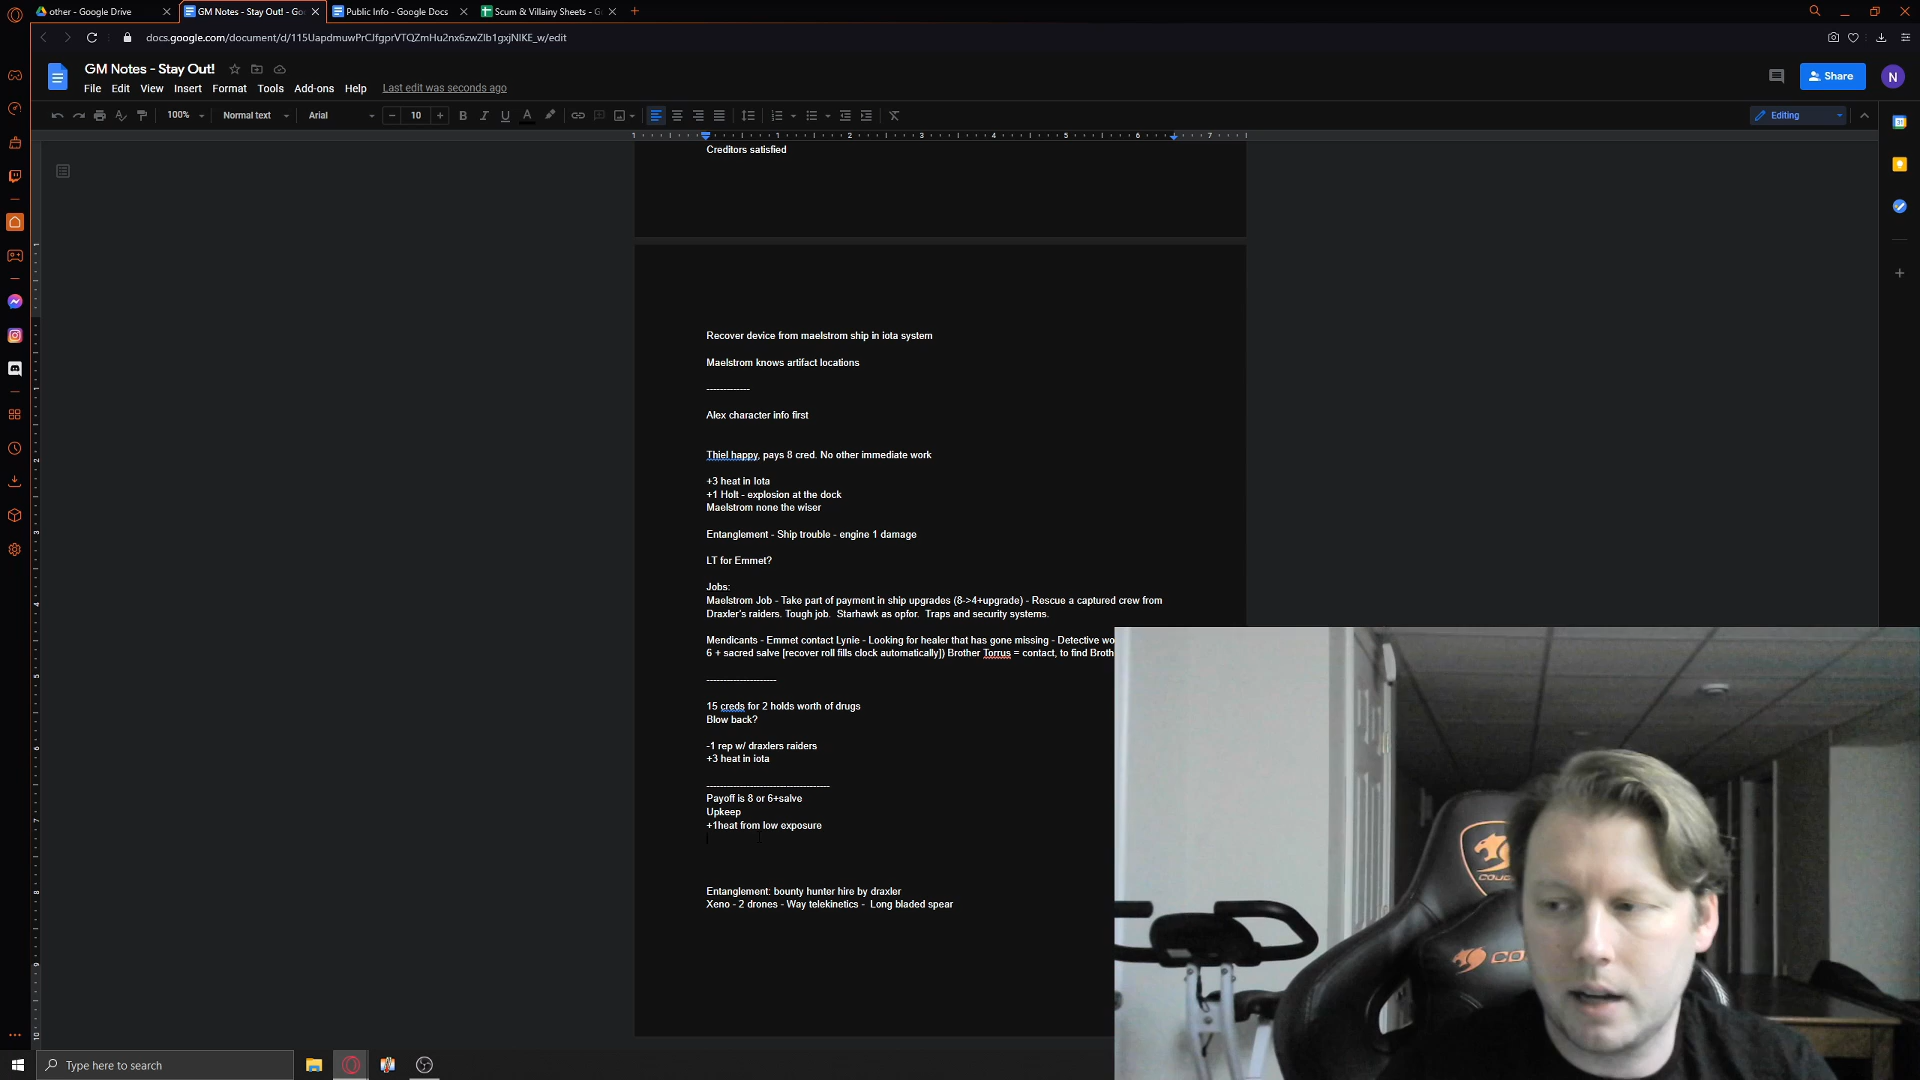 other - Google Drive
GM Notes - Stay Out! - Go
Public Info - Google Docs
Scum & Villainy Sheets - G
docs.google.com/document/d/115UapdmuwPrCJfgprVTQZmHu2nx6zwZlb1gxjNIKE_w/edit
GM Notes - Stay Out!
File Edit View Insert Format Tools Add-ons Help Last edit was seconds ago
Share
N
100% Normal text Arial 10 B I U A
Editing
1 1 2 3 4 5 6 7
Creditors satisfied
Recover device from maelstrom ship in iota system
Maelstrom knows artifact locations
-------------
Alex character info first
Thiel happy, pays 8 cred. No other immediate work
+3 heat in Iota
+1 Holt - explosion at the dock
Maelstrom none the wiser
Entanglement - Ship trouble - engine 1 damage
LT for Emmet?
Jobs:
Maelstrom Job - Take part of payment in ship upgrades (8->4+upgrade) - Rescue a captured crew from
Draxler's raiders. Tough job. Starhawk as opfor. Traps and security systems.
Mendicants - Emmet contact Lynie - Looking for healer that has gone missing - Detective wo
6 + sacred salve [recover roll fills clock automatically]) Brother Torrus = contact, to find Broth
---------------------
15 creds for 2 holds worth of drugs
Blow back?
-1 rep w/ draxlers raiders
+3 heat in iota
-------------------------------------
Payoff is 8 or 6+salve
Upkeep
+1heat from low exposure
Entanglement: bounty hunter hire by draxler
Xeno - 2 drones - Way telekinetics - Long bladed spear
COUGAR
CO
Type here to search